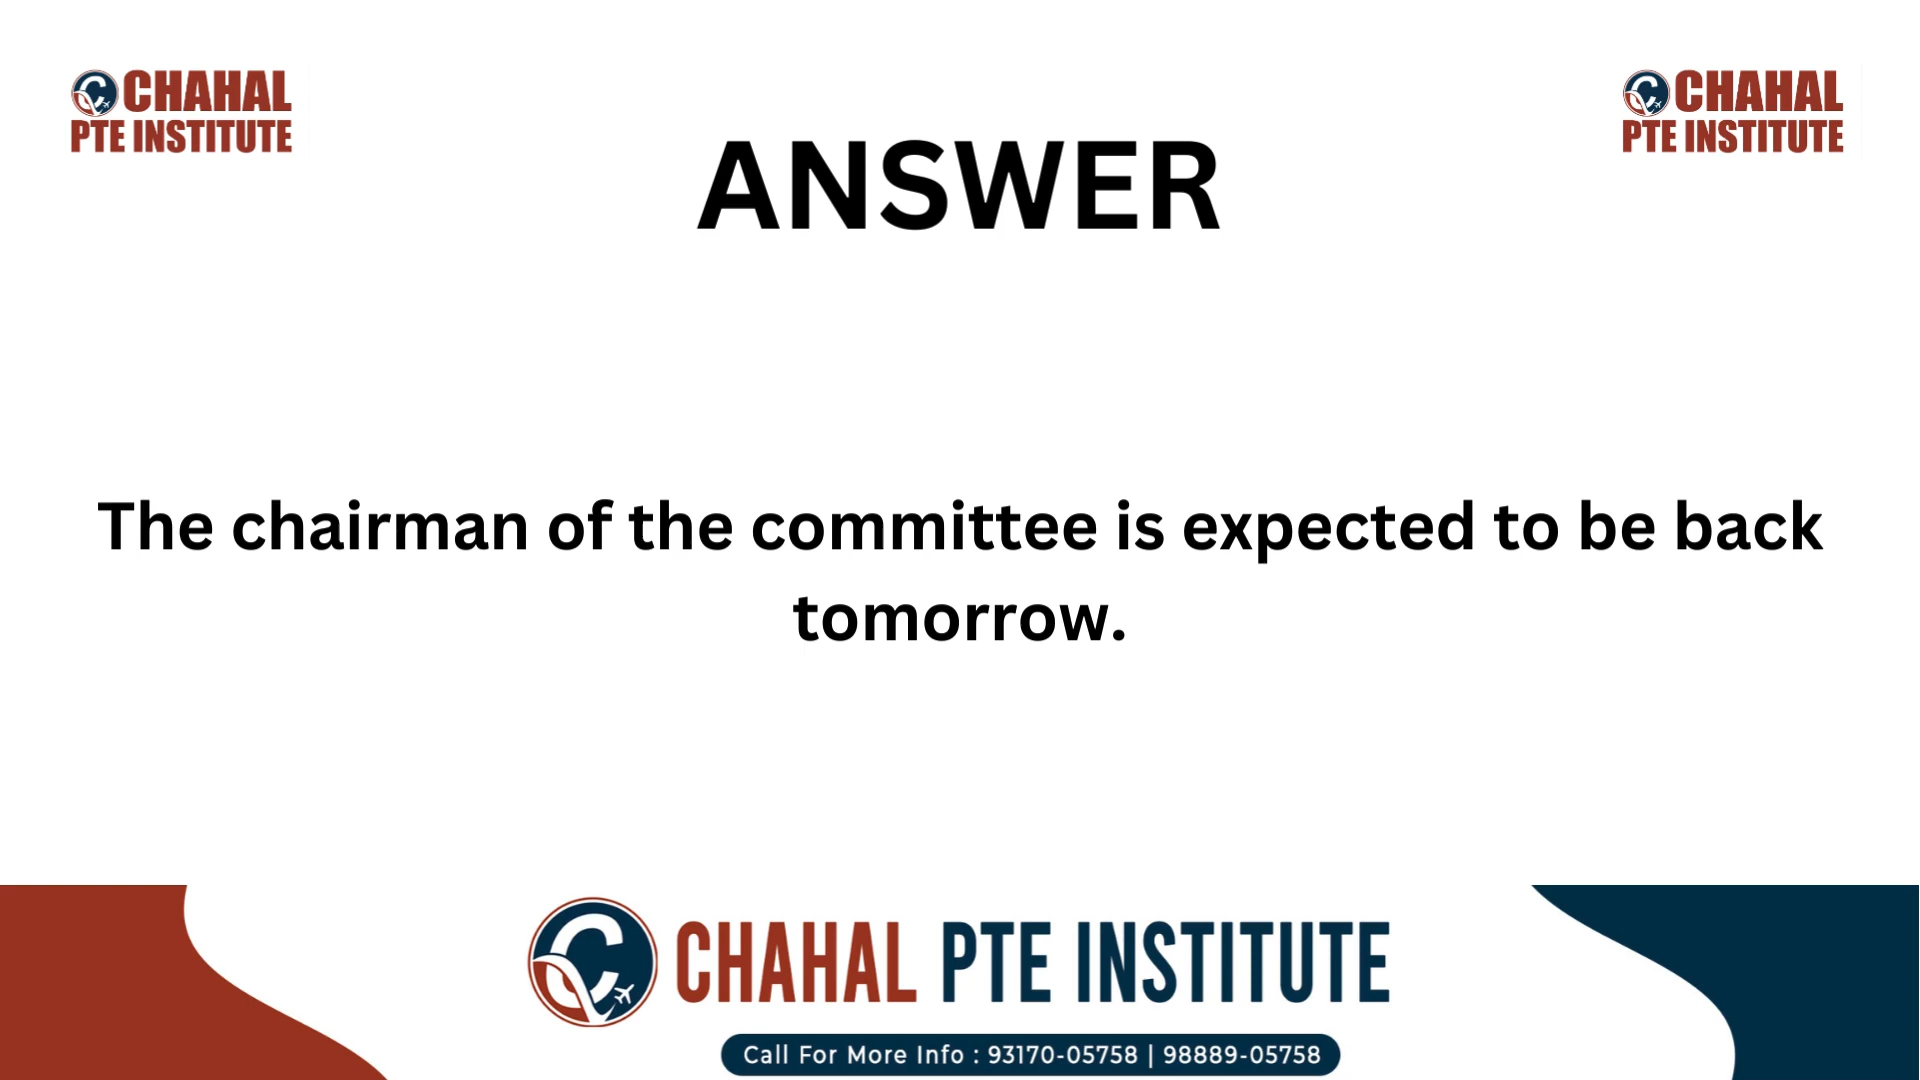 CHAHAL
PTE INSTITUTE
CHAHAL
PTE INSTITUTE
ANSWER
The chairman of the committee is expected to be back
tomorrow.
CHAHAL PTE INSTITUTE
Call For More Info : 93170-05758 | 98889-05758